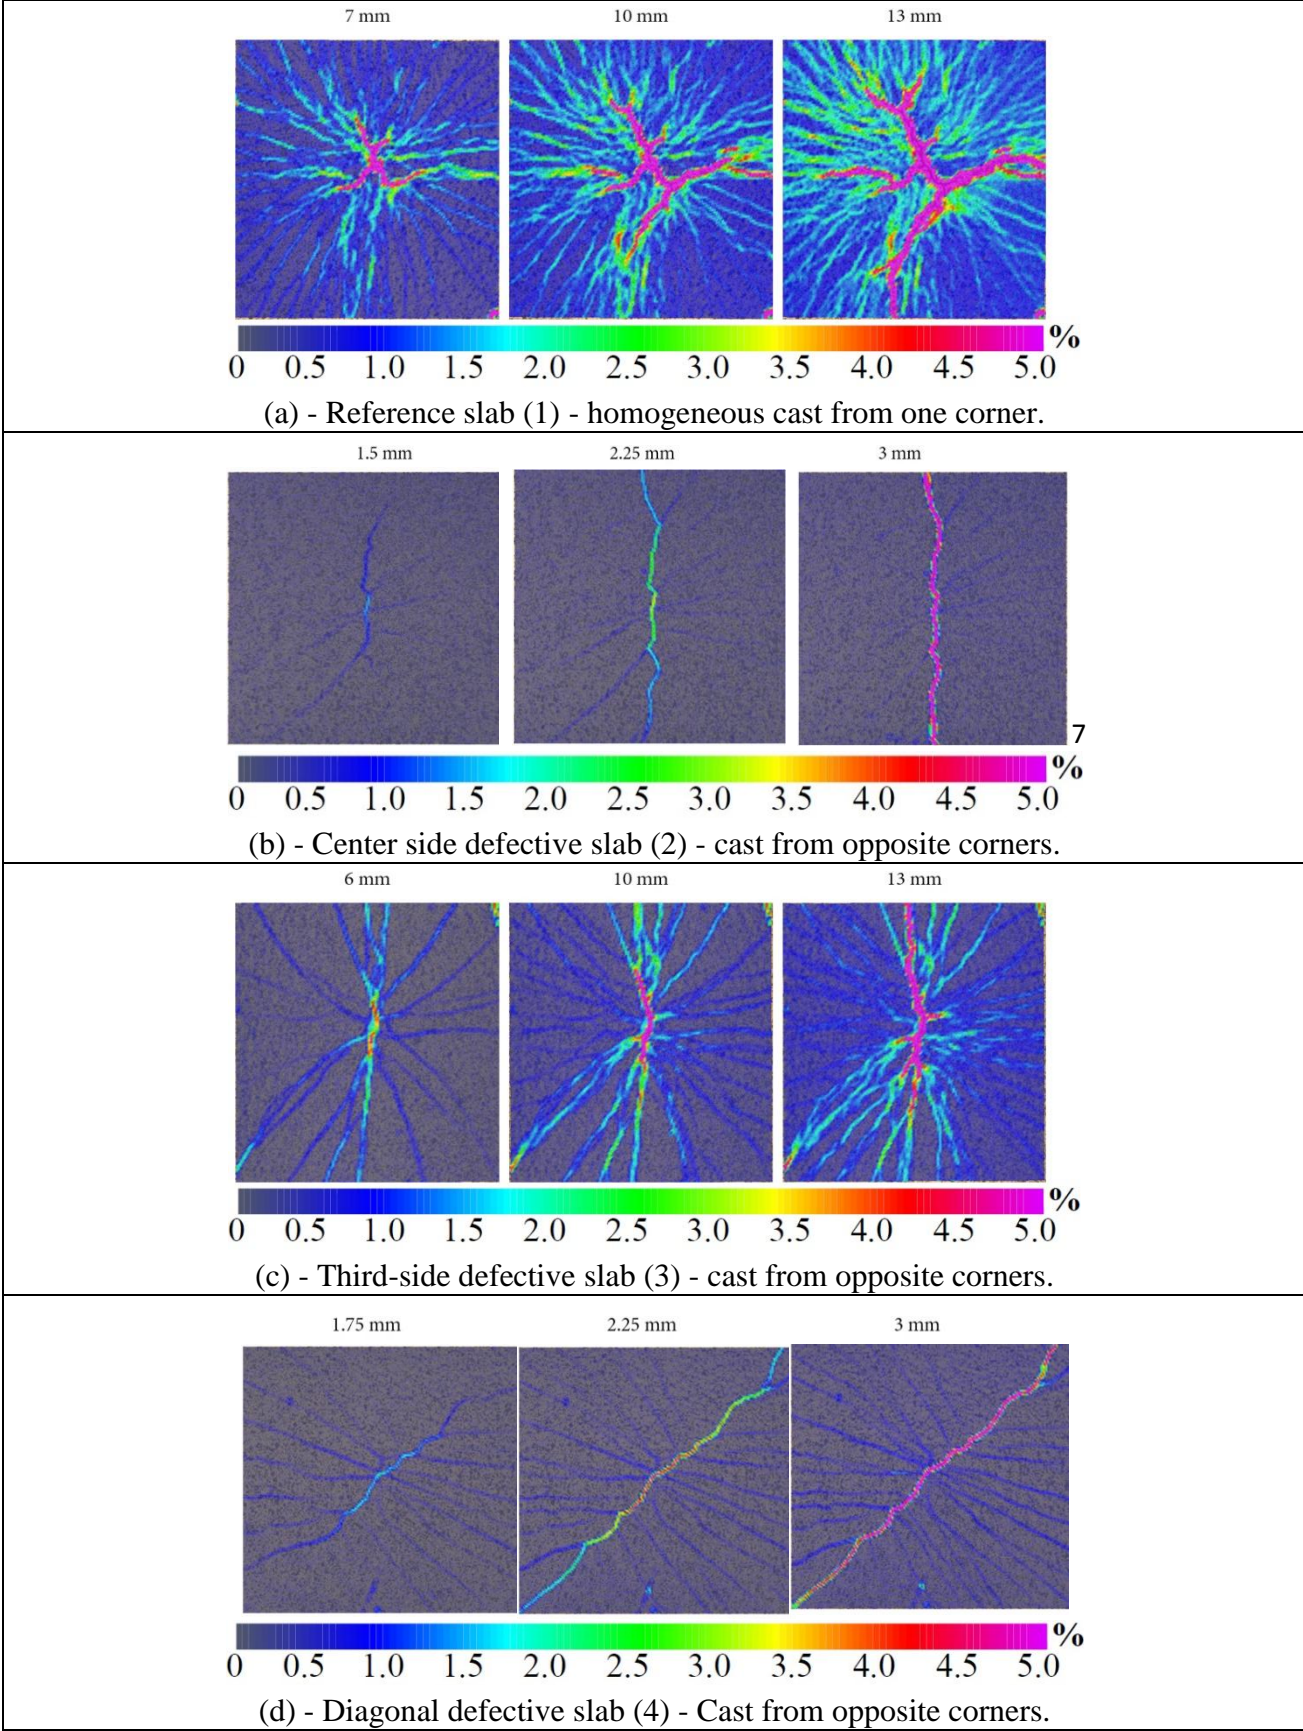 7 mm 10 mm 13 mm
%
0 0.5 1.0 1.5 2.0 2.5 3.0 3.5 4.0 4.5 5.0
(a) - Reference slab (1) - homogeneous cast from one corner.
1.5 mm 2.25 mm 3 mm
7
%
0 0.5 1.0 1.5 2.0 2.5 3.0 3.5 4.0 4.5 5.0
(b) - Center side defective slab (2) - cast from opposite corners.
6 mm 10 mm 13 mm
%
0 0.5 1.0 1.5 2.0 2.5 3.0 3.5 4.0 4.5 5.0
(c) - Third-side defective slab (3) - cast from opposite corners.
1.75 mm 2.25 mm 3 mm
%
0 0.5 1.0 1.5 2.0 2.5 3.0 3.5 4.0 4.5 5.0
(d) - Diagonal defective slab (4) - Cast from opposite corners.